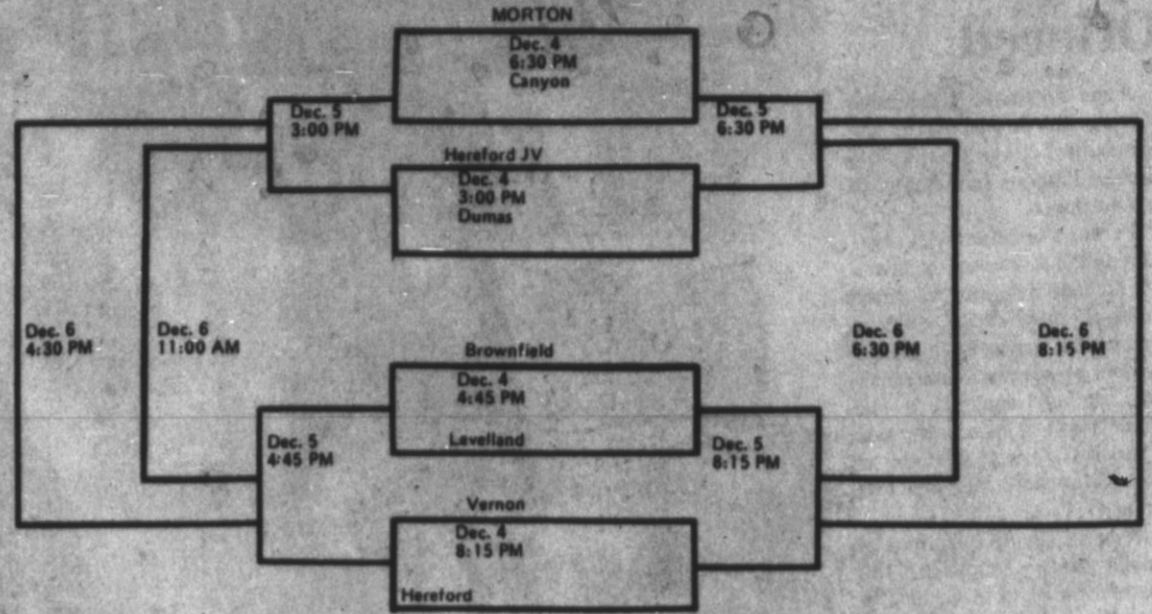 MORTON
Dec. 4
6:30 PM
Canyon
Dec. 5
3:00 PM
Dec. 5
6:30 PM
Hereford JV
Dec. 4
3:00 PM
Dumas
Dec. 6
4:30 PM
Dec. 6
11:00 AM
Dec. 6
6:30 PM
Dec. 6
8:15 PM
Brownfield
Dec. 4
4:45 PM
Levelland
Dec. 5
4:45 PM
Dec. 5
8:15 PM
Vernon
Dec. 4
8:15 PM
Hereford